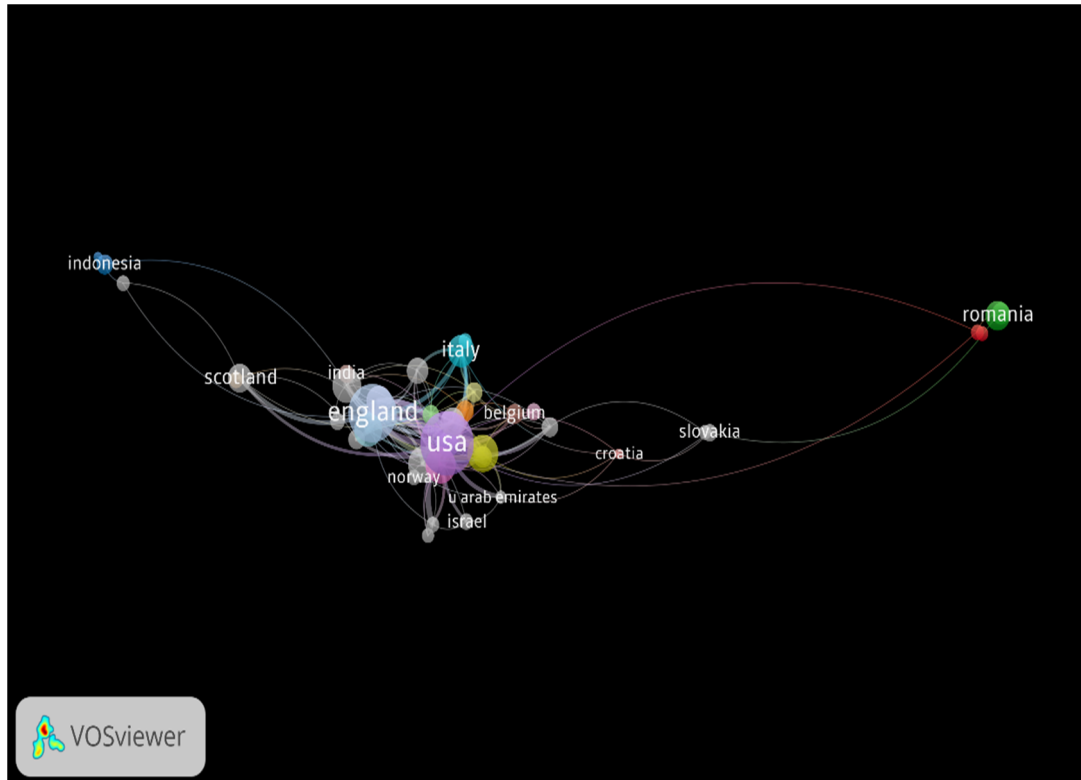 indonesia
romania
italy
india
scotland
england
belgium
slovakia
usa
croatia
norway
u arab emirates
israel
VOSviewer